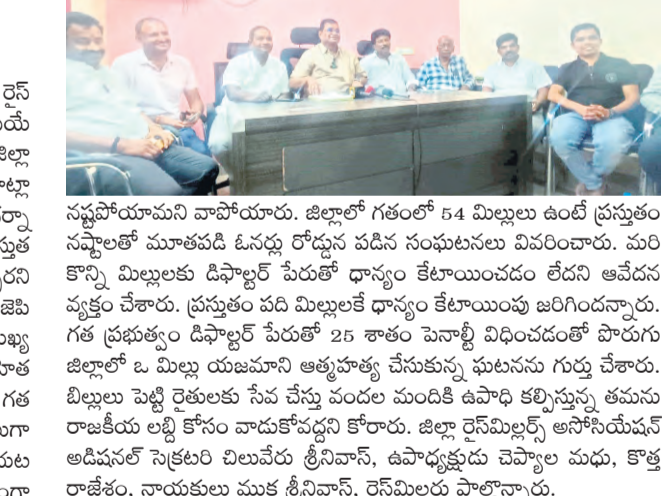 రైస్
నష్టపోయామని వాపోయారు. జిల్లాలో గతంలో 54 మిల్లులు ఉంటే ప్రస్తుతం
నష్టాలతో మూతపడి ఓనర్లు రోడ్డున పడిన సంఘటనలు వివరించారు. మరి
కొన్ని మిల్లులకు డిఫాల్టర్ పేరుతో ధాన్యం కేటాయించడం లేదని ఆవేదన
వ్యక్తం చేశారు. ప్రస్తుతం పది మిల్లులకే ధాన్యం కేటాయింపు జరిగిందన్నారు.
గత ప్రభుత్వం డిఫాల్టర్ పేరుతో 25 శాతం పెనాల్టీ విధించడంతో పొరుగు
జిల్లాలో ఒ మిల్లు యజమాని ఆత్మహత్య చేసుకున్న ఘటనను గుర్తు చేశారు.
బిల్లులు పెట్టి రైతులకు సేవ చేస్తు వందల మందికి ఉపాధి కల్పిస్తున్న తమను
రాజకీయ లబ్ది కోసం వాడుకోవద్దని కోరారు. జిల్లా రైస్‌మిల్లర్స్ అసోసియేషన్
అడిషనల్ సెక్రటరి చిలువేరు శ్రీనివాస్, ఉపాధ్యక్షుడు చెప్యాల మధు, కొత్త
రాజేశం, నాయకులు ముక్క శ్రీనివాస్, రైస్‌మిల్లర్లు పాల్గొన్నారు.
గత